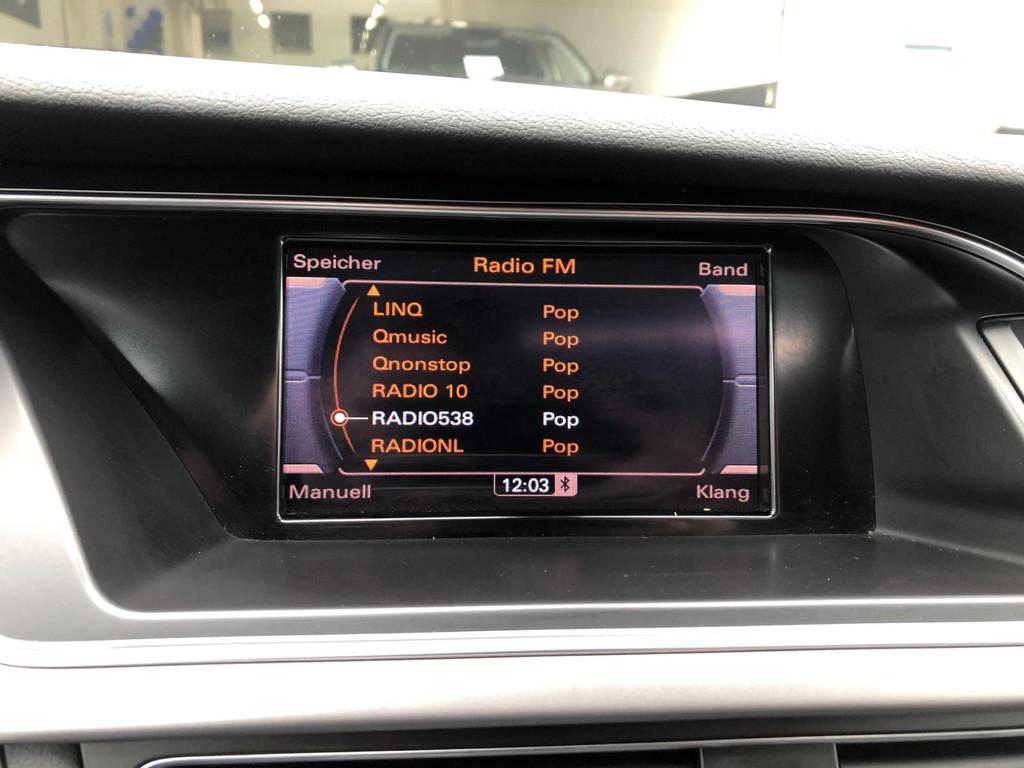 Speicher Radio FM Band
LINQ Pop
Qmusic Pop
Qnonstop Pop
RADIO 10 Pop
RADIO538 Pop
RADIONL Pop
Manuell 12:03 Klang